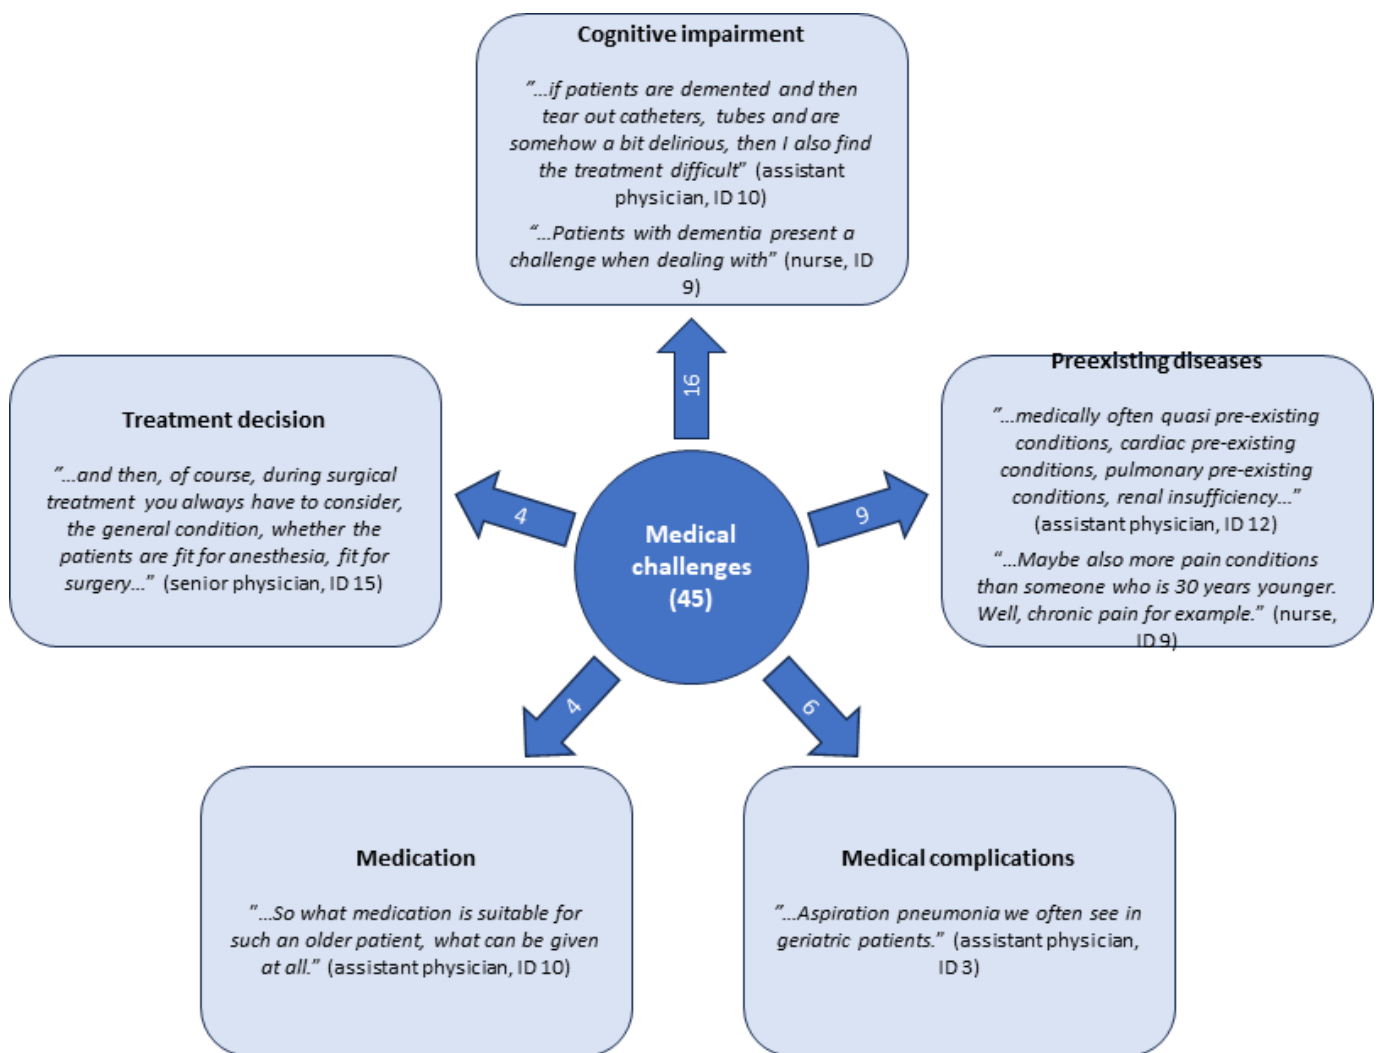 Cognitive impairment
"...if patients are demented and then
tear out catheters, tubes and are
somehow a bit delirious, then I also find
the treatment difficult" (assistant
physician, ID 10)
"...Patients with dementia present a
challenge when dealing with" (nurse, ID
9)
16
Treatment decision
"...and then, of course, during surgical
treatment you always have to consider,
the general condition, whether the
patients are fit for anesthesia, fit for
surgery..." (senior physician, ID 15)
4
Medical
challenges
(45)
9
Preexisting diseases
"...medically often quasi pre-existing
conditions, cardiac pre-existing
conditions, pulmonary pre-existing
conditions, renal insufficiency..."
(assistant physician, ID 12)
"...Maybe also more pain conditions
than someone who is 30 years younger.
Well, chronic pain for example." (nurse,
ID 9)
4
6
Medication
"...So what medication is suitable for
such an older patient, what can be given
at all." (assistant physician, ID 10)
Medical complications
"...Aspiration pneumonia we often see in
geriatric patients." (assistant physician,
ID 3)